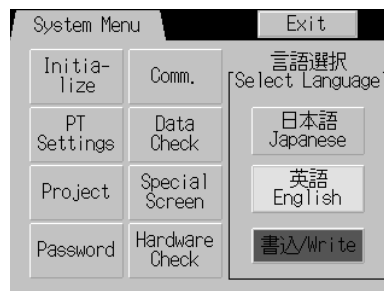 System Menu
Exit
Initia-
lize
Comm.
言語選択
Select Language
PT
Settings
Data
Check
日本語
Japanese
Project
Special
Screen
英語
English
Password
Hardware
Check
書込/Write